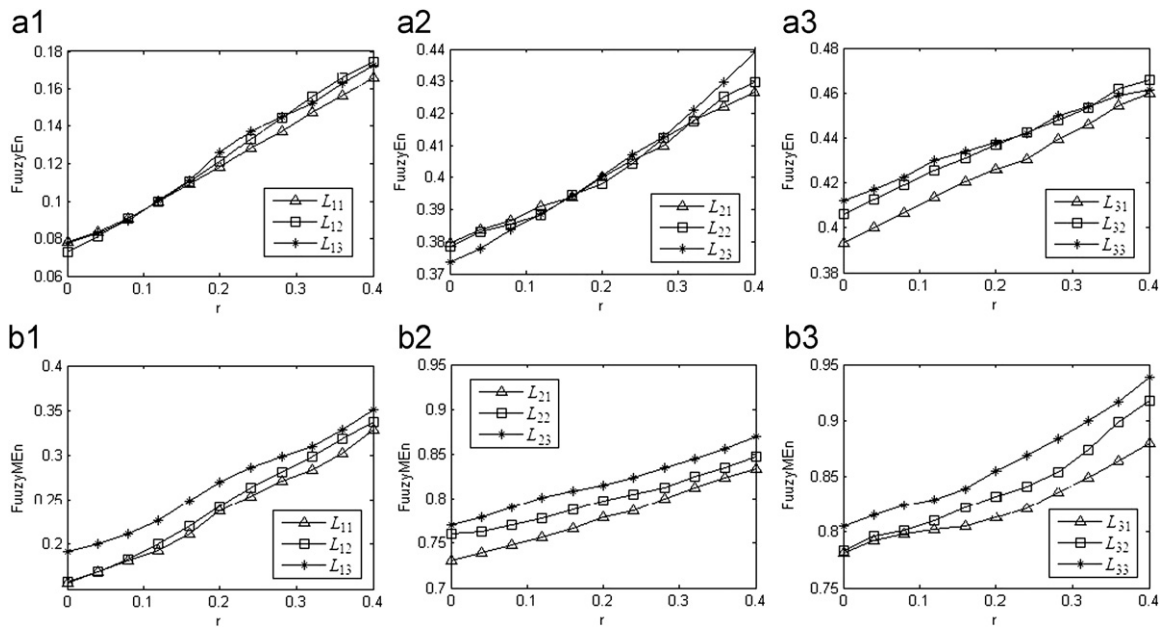 a1
0.18
0.16
0.14
0.12
0.1
0.08
0.06
FuuzyEn
L11
L12
L13
0 0.1 0.2 0.3 0.4
r
a2
0.44
0.43
0.42
0.41
0.4
0.39
0.38
0.37
FuuzyEn
L21
L22
L23
0 0.1 0.2 0.3 0.4
r
a3
0.48
0.46
0.44
0.42
0.4
0.38
FuuzyEn
L31
L32
L33
0 0.1 0.2 0.3 0.4
r
b1
0.4
0.35
0.3
0.25
0.2
FuuzyMEn
L11
L12
L13
0 0.1 0.2 0.3 0.4
r
b2
0.95
0.9
0.85
0.8
0.75
0.7
FuuzyMEn
L21
L22
L23
0 0.1 0.2 0.3 0.4
r
b3
0.95
0.9
0.85
0.8
0.75
FuuzyMEn
L31
L32
L33
0 0.1 0.2 0.3 0.4
r